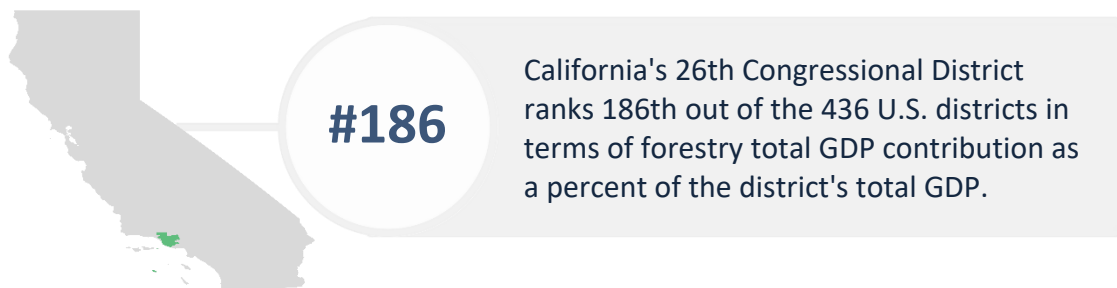 #186
California's 26th Congressional District
ranks 186th out of the 436 U.S. districts in
terms of forestry total GDP contribution as
a percent of the district's total GDP.